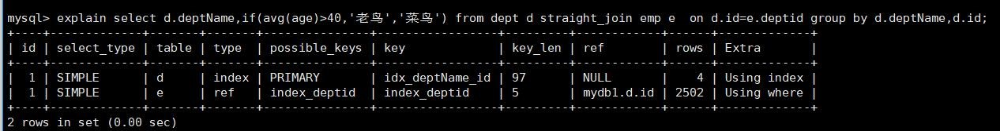 mysql> explain select d.deptName,if(avg(age)>40,'老鸟','菜鸟') from dept d straight_join emp e  on d.id=e.deptid group by d.deptName,d.id;
+----+-------------+-------+-------+---------------+-----------------+---------+------------+------+-------------+
| id | select_type | table | type  | possible_keys | key             | key_len | ref        | rows | Extra       |
+----+-------------+-------+-------+---------------+-----------------+---------+------------+------+-------------+
|  1 | SIMPLE      | d     | index | PRIMARY       | idx_deptName_id | 97      | NULL       |    4 | Using index |
|  1 | SIMPLE      | e     | ref   | index_deptid  | index_deptid    | 5       | mydb1.d.id | 2502 | Using where |
+----+-------------+-------+-------+---------------+-----------------+---------+------------+------+-------------+
2 rows in set (0.00 sec)